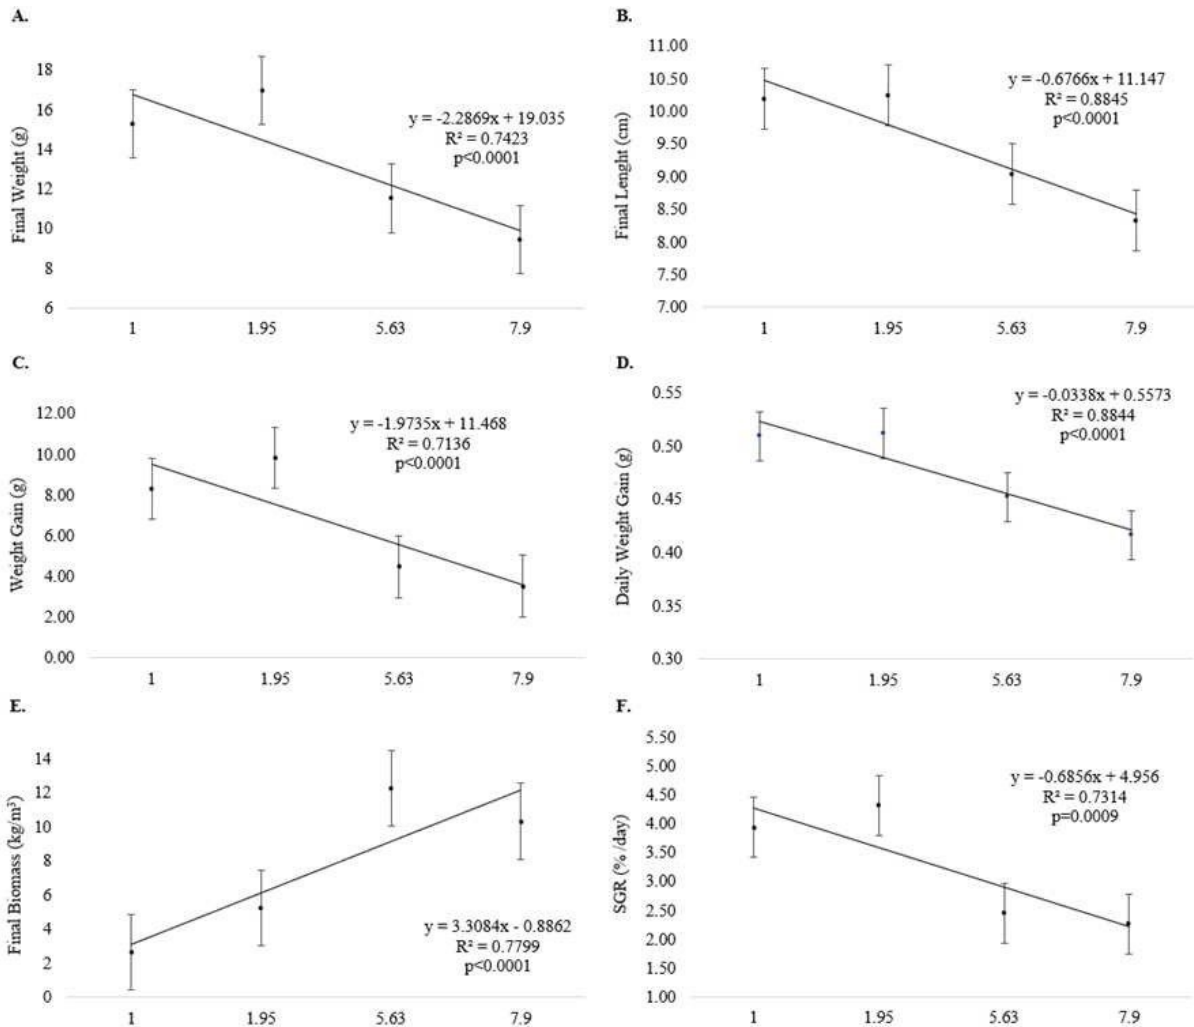 A.
Final Weight (g)
18
16
14
12
10
8
6
y = -2.2869x + 19.035
R² = 0.7423
p<0.0001
1 1.95 5.63 7.9
B.
Final Lenght (cm)
11.00
10.50
10.00
9.50
9.00
8.50
8.00
7.50
7.00
y = -0.6766x + 11.147
R² = 0.8845
p<0.0001
1 1.95 5.63 7.9
C.
Weight Gain (g)
12.00
10.00
8.00
6.00
4.00
2.00
0.00
y = -1.9735x + 11.468
R² = 0.7136
p<0.0001
1 1.95 5.63 7.9
D.
Daily Weight Gain (g)
0.55
0.50
0.45
0.40
0.35
0.30
y = -0.0338x + 0.5573
R² = 0.8844
p<0.0001
1 1.95 5.63 7.9
E.
Final Biomass (kg/m³)
14
12
10
8
6
4
2
0
y = 3.3084x - 0.8862
R² = 0.7799
p<0.0001
1 1.95 5.63 7.9
F.
SGR (% /day)
5.50
5.00
4.50
4.00
3.50
3.00
2.50
2.00
1.50
1.00
y = -0.6856x + 4.956
R² = 0.7314
p=0.0009
1 1.95 5.63 7.9